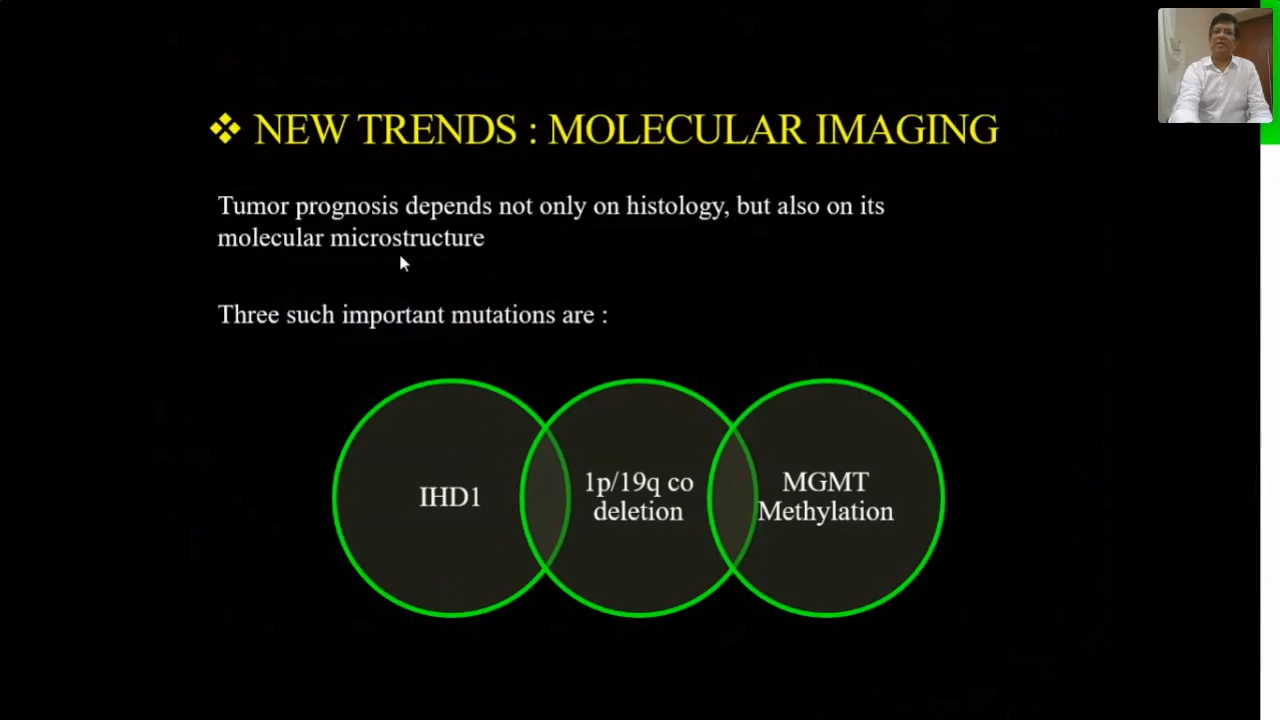 ❖ NEW TRENDS : MOLECULAR IMAGING
Tumor prognosis depends not only on histology, but also on its
molecular microstructure
Three such important mutations are :
IHD1
1p/19q co
deletion
MGMT
Methylation